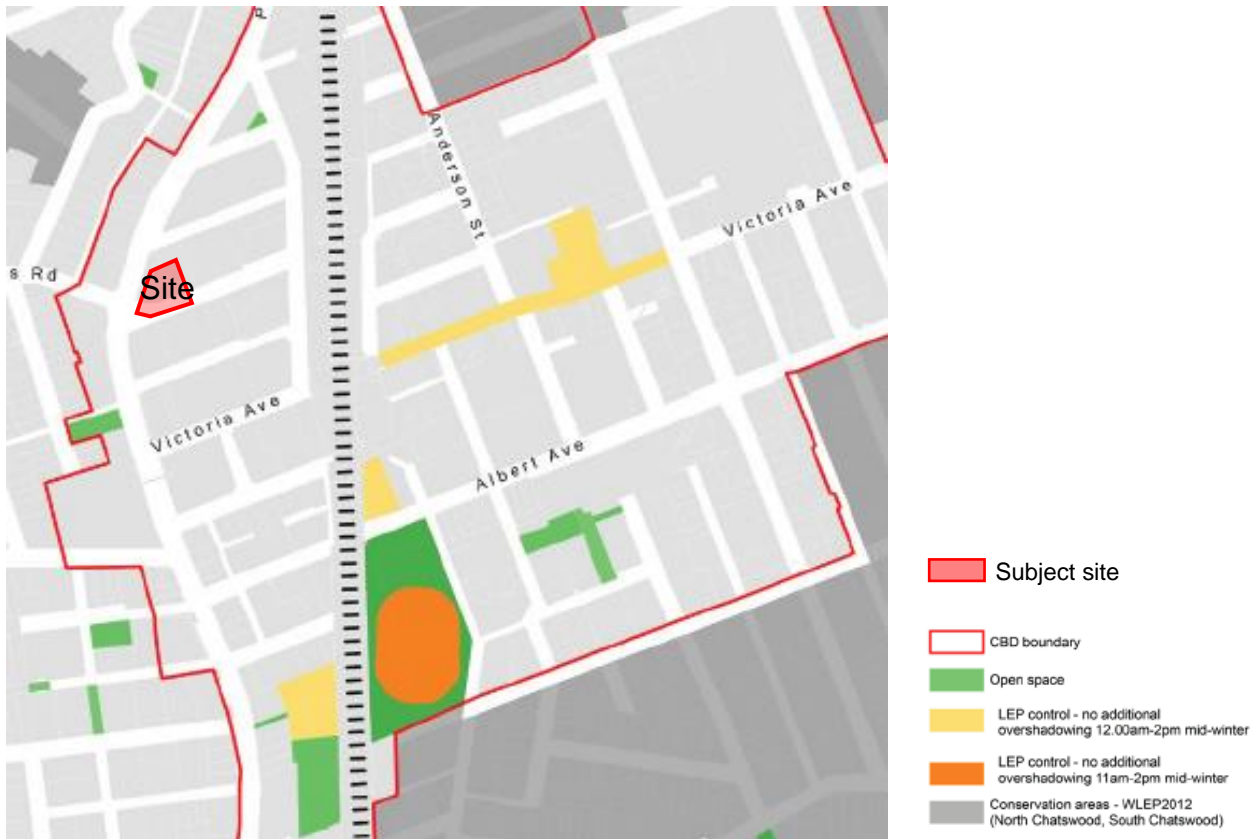 P
Anderson St
Victoria Ave
s Rd
Site
Victoria Ave
Albert Ave
Subject site
CBD boundary
Open space
LEP control - no additional
overshadowing 12.00am-2pm mid-winter
LEP control - no additional
overshadowing 11am-2pm mid-winter
Conservation areas - WLEP2012
(North Chatswood, South Chatswood)